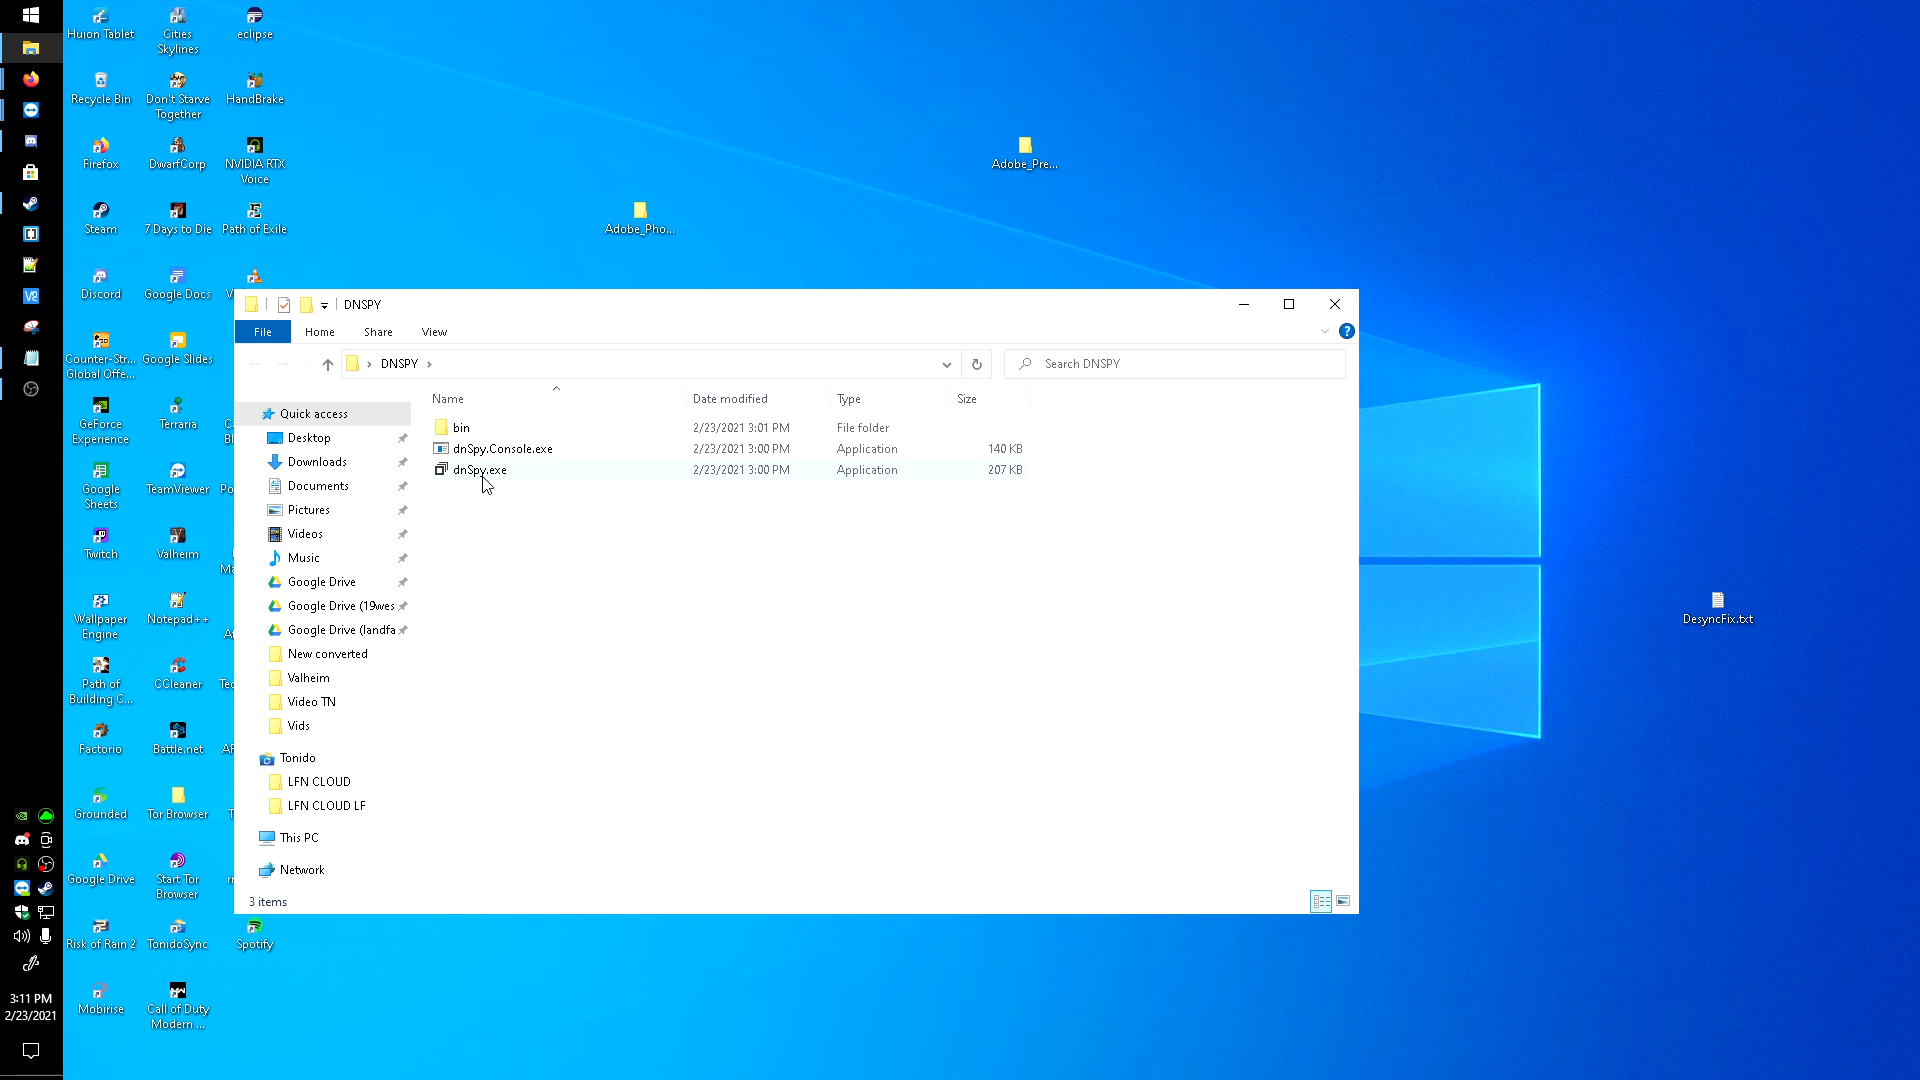 Huion Tablet
Cities
Skylines
eclipse
Recycle Bin
Don't Starve
Together
HandBrake
Firefox
DwarfCorp
NVIDIA RTX
Voice
Steam
7 Days to Die
Path of Exile
Discord
Google Docs
Counter-Str...
Global Offe...
Google Slides
GeForce
Experience
Terraria
Google
Sheets
TeamViewer
Twitch
Valheim
Wallpaper
Engine
Notepad++
Path of
Building C...
CCleaner
Factorio
Battle.net
Grounded
Tor Browser
Google Drive
Start Tor
Browser
Risk of Rain 2
TonidoSync
Spotify
Mobirise
Call of Duty
Modern ...
Adobe_Pre...
Adobe_Pho...
DesyncFix.txt
DNSPY
File
Home
Share
View
DNSPY
Search DNSPY
Name
Date modified
Type
Size
bin
2/23/2021 3:01 PM
File folder
dnSpy.Console.exe
2/23/2021 3:00 PM
Application
140 KB
dnSpy.exe
2/23/2021 3:00 PM
Application
207 KB
Quick access
Desktop
Downloads
Documents
Pictures
Videos
Music
Google Drive
Google Drive (19wes
Google Drive (landfa
New converted
Valheim
Video TN
Vids
Tonido
LFN CLOUD
LFN CLOUD LF
This PC
Network
3 items
3:11 PM
2/23/2021